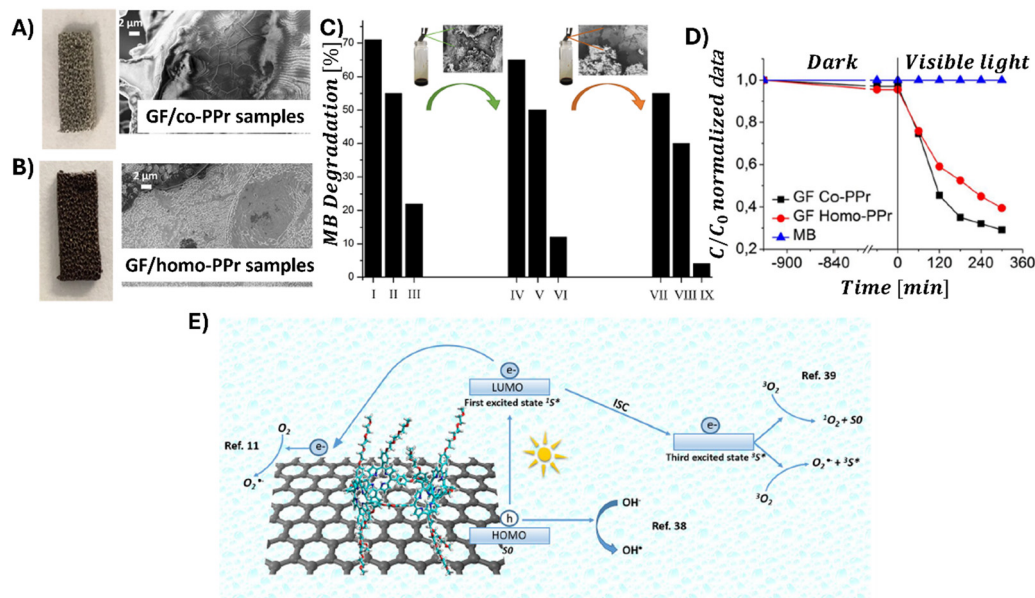 A)
2 µm
GF/co-PPr samples
B)
2 µm
GF/homo-PPr samples
C)
MB Degradation [%]
70
60
50
40
30
20
10
0
I II III IV V VI VII VIII IX
D)
Dark Visible light
C/C0 normalized data
1,0
0,8
0,6
0,4
0,2
GF Co-PPr
GF Homo-PPr
MB
-900 -840 0 120 240 360
Time [min]
E)
e-
LUMO
First excited state ¹S*
ISC
e-
Third excited state ³S*
³O₂
Ref. 39
¹O₂ + S0
O₂•- + ³S*
³O₂
Ref. 11
O₂
e-
O₂•-
h
HOMO
S0
OH-
Ref. 38
OH•